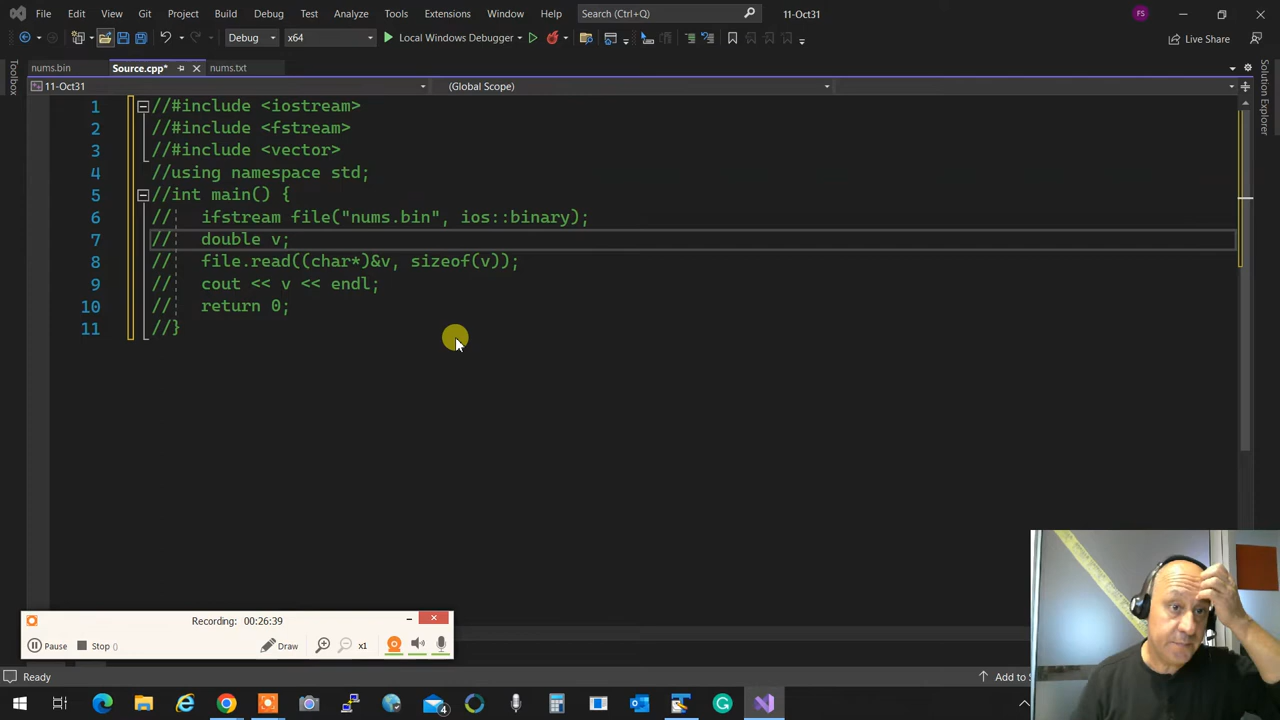 File Edit View Git Project Build Debug Test Analyze Tools Extensions Window Help Search (Ctrl+Q) 11-Oct31 FS
Debug x64 Local Windows Debugger Live Share
nums.bin Source.cpp* nums.txt
11-Oct31 (Global Scope)
Toolbox
Solution Explorer
1 //#include <iostream>
2 //#include <fstream>
3 //#include <vector>
4 //using namespace std;
5 //int main() {
6 // ifstream file("nums.bin", ios::binary);
7 // double v;
8 // file.read((char*)&v, sizeof(v));
9 // cout << v << endl;
10 // return 0;
11 //}
Recording: 00:26:39
Pause Stop () Draw x1
Ready Add to S
4